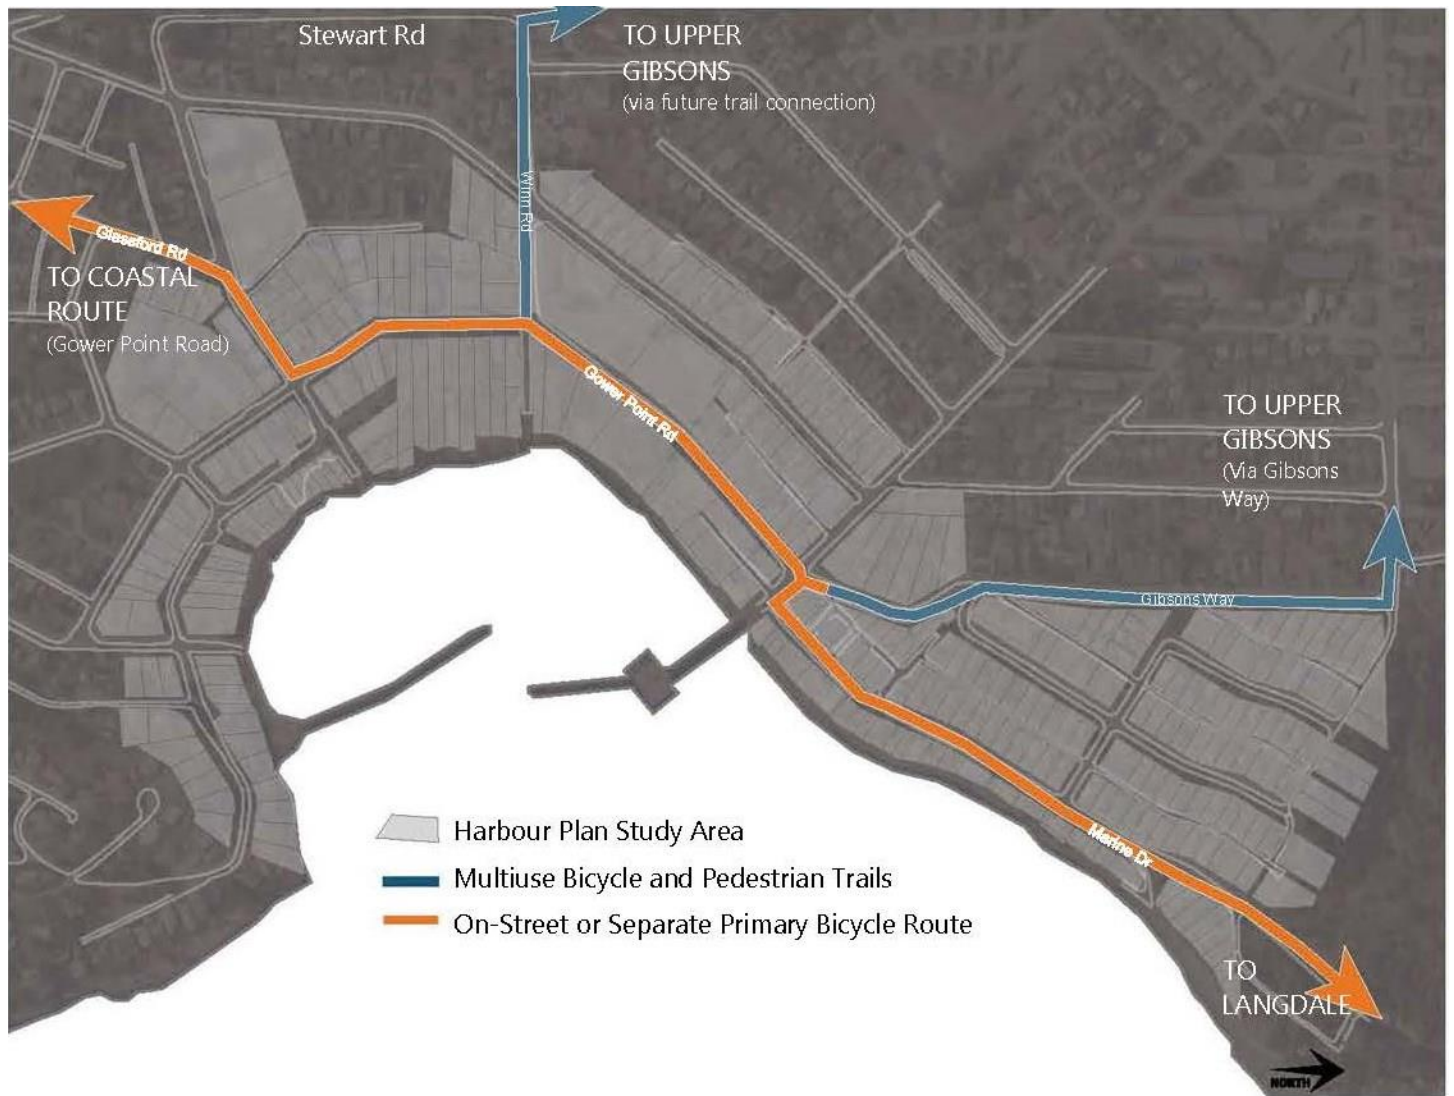 Stewart Rd
TO UPPER
GIBSONS
(via future trail connection)
Winn Rd
Glassford Rd
TO COASTAL
ROUTE
(Gower Point Road)
Gower Point Rd
TO UPPER
GIBSONS
(Via Gibsons
Way)
Gibsons Way
Harbour Plan Study Area
Multiuse Bicycle and Pedestrian Trails
On-Street or Separate Primary Bicycle Route
Marine Dr
TO
LANGDALE
NORTH